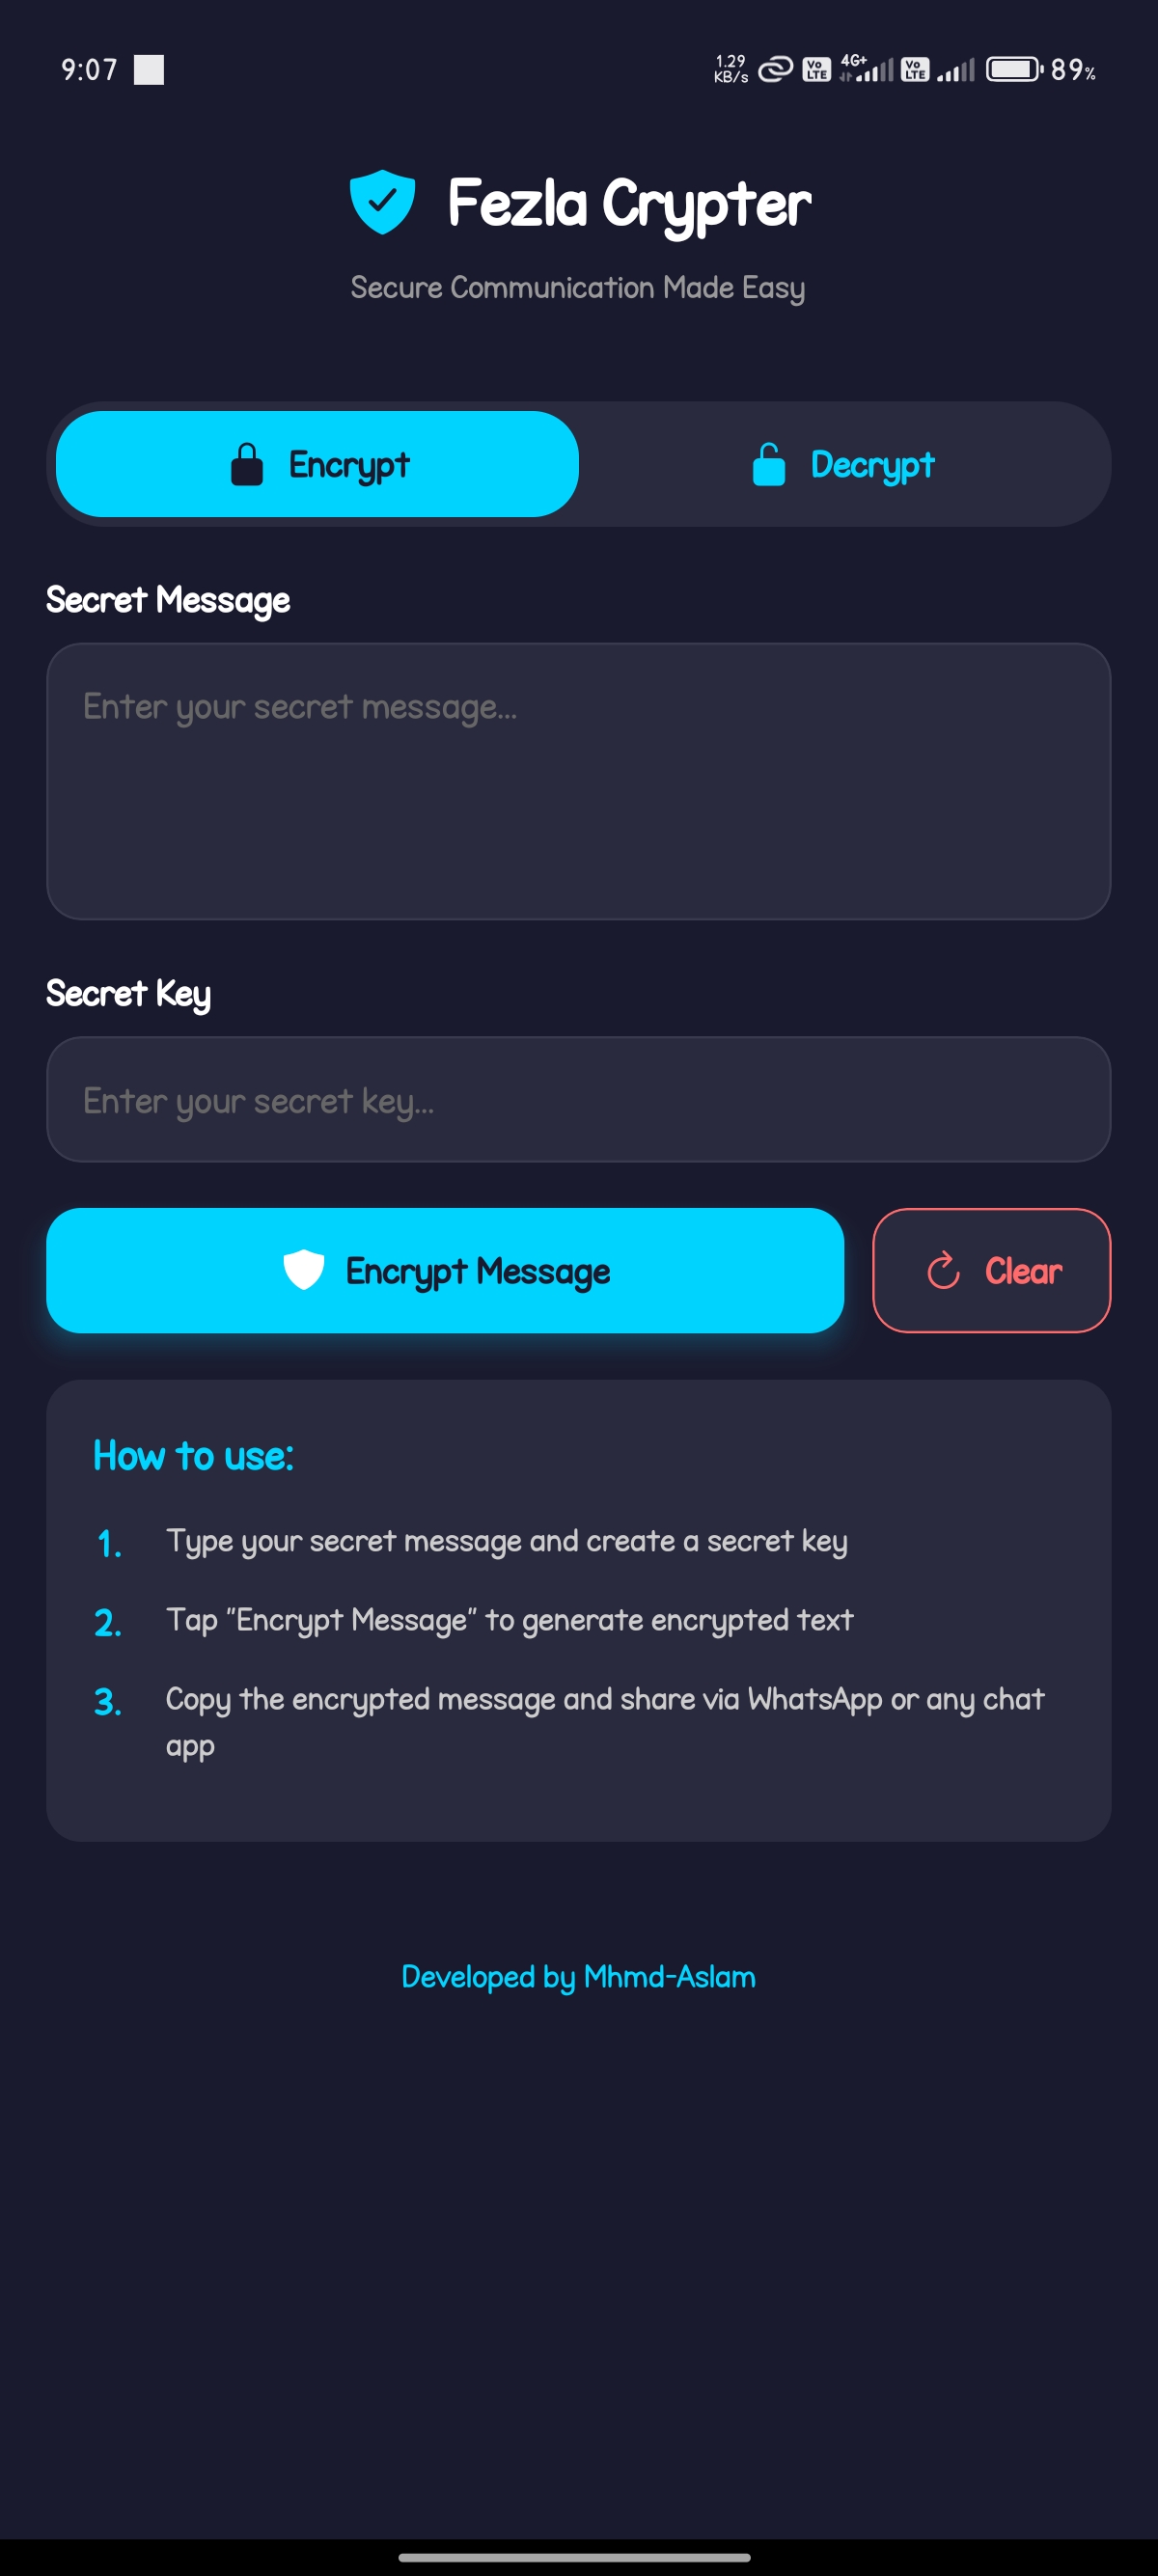 9:07
1.29
KB/s
Vo
LTE
4G+
Vo
LTE
89%
Fezla Crypter
Secure Communication Made Easy
Encrypt
Decrypt
Secret Message
Enter your secret message...
Secret Key
Enter your secret key...
Encrypt Message
Clear
How to use:
1. Type your secret message and create a secret key
2. Tap "Encrypt Message" to generate encrypted text
3. Copy the encrypted message and share via WhatsApp or any chat
app
Developed by Mhmd-Aslam